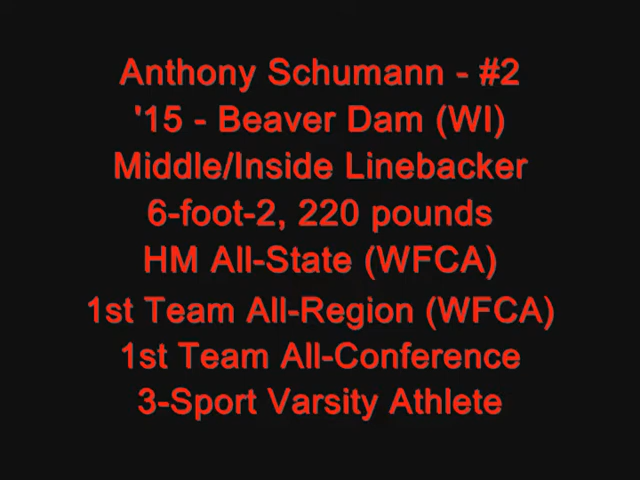 Anthony Schumann - #2
'15 - Beaver Dam (WI)
Middle/Inside Linebacker
6-foot-2, 220 pounds
HM All-State (WFCA)
1st Team All-Region (WFCA)
1st Team All-Conference
3-Sport Varsity Athlete